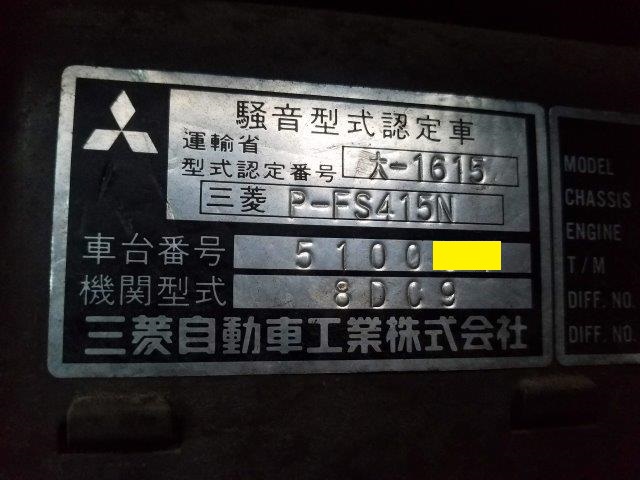 騒音型式認定車
運輸省
型式認定番号 大-1615
三菱 P-FS415N
車台番号 5100
機関型式 8DC9
三菱自動車工業株式会社
MODEL
CHASSIS
ENGINE
T/M
DIFF. NO.
DIFF. NO.